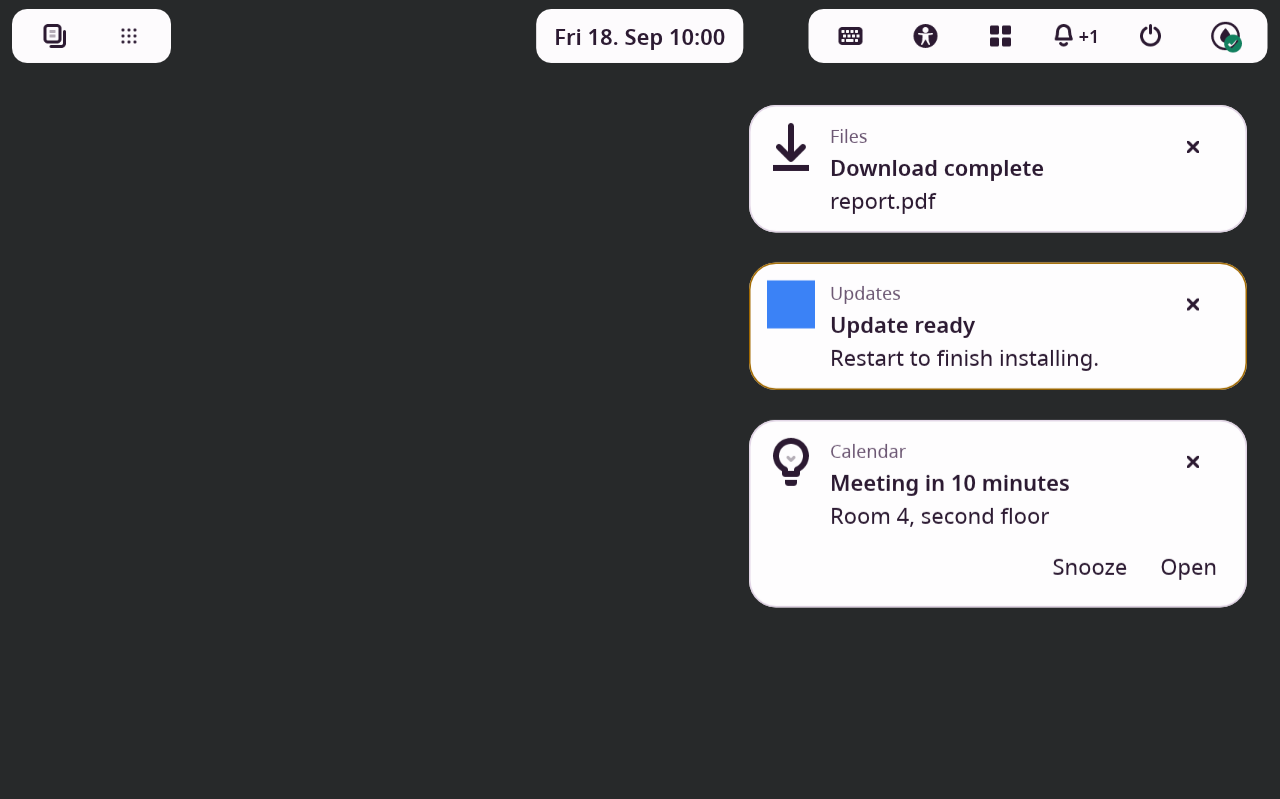 Fri 18. Sep 10:00
+1
Files
Download complete
report.pdf
Updates
Update ready
Restart to finish installing.
Calendar
Meeting in 10 minutes
Room 4, second floor
Snooze Open